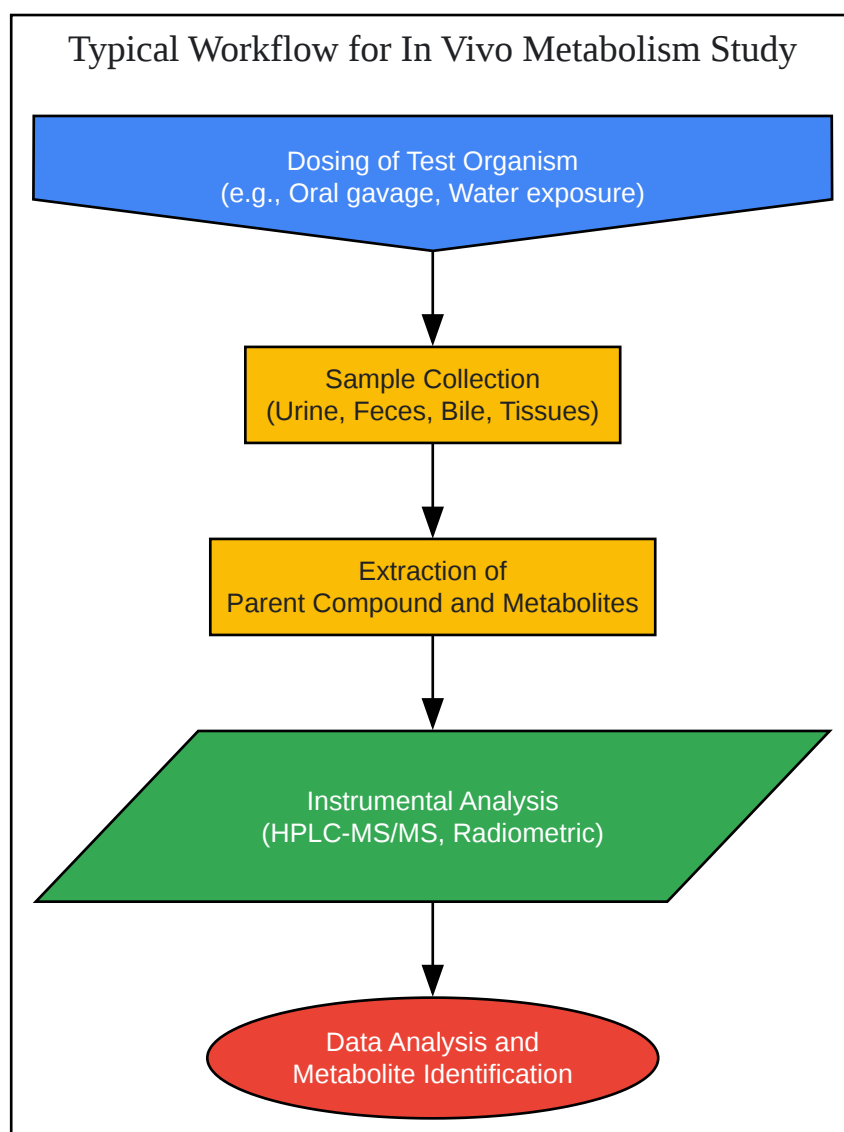 Typical Workflow for In Vivo Metabolism Study
Dosing of Test Organism
(e.g., Oral gavage, Water exposure)
Sample Collection
(Urine, Feces, Bile, Tissues)
Extraction of
Parent Compound and Metabolites
Instrumental Analysis
(HPLC-MS/MS, Radiometric)
Data Analysis and
Metabolite Identification